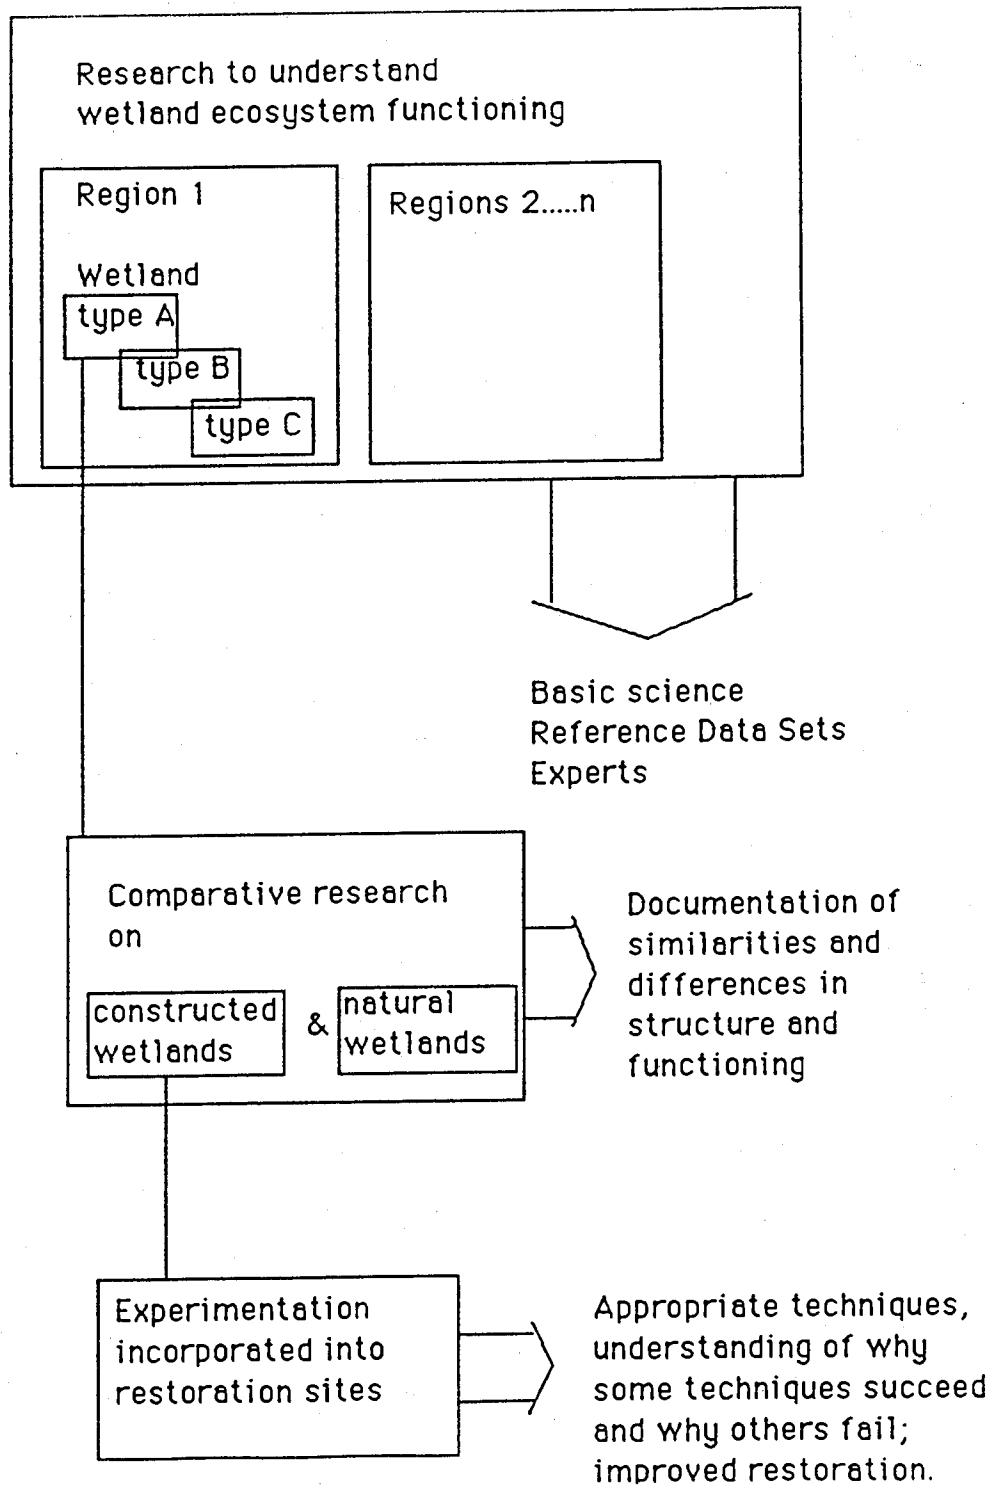 Research to understand
wetland ecosystem functioning
Region 1
Wetland
type A
type B
type C
Regions 2.....n
Basic science
Reference Data Sets
Experts
Comparative research
on
constructed
wetlands
&
natural
wetlands
Documentation of
similarities and
differences in
structure and
functioning
Experimentation
incorporated into
restoration sites
Appropriate techniques,
understanding of why
some techniques succeed
and why others fail;
improved restoration.